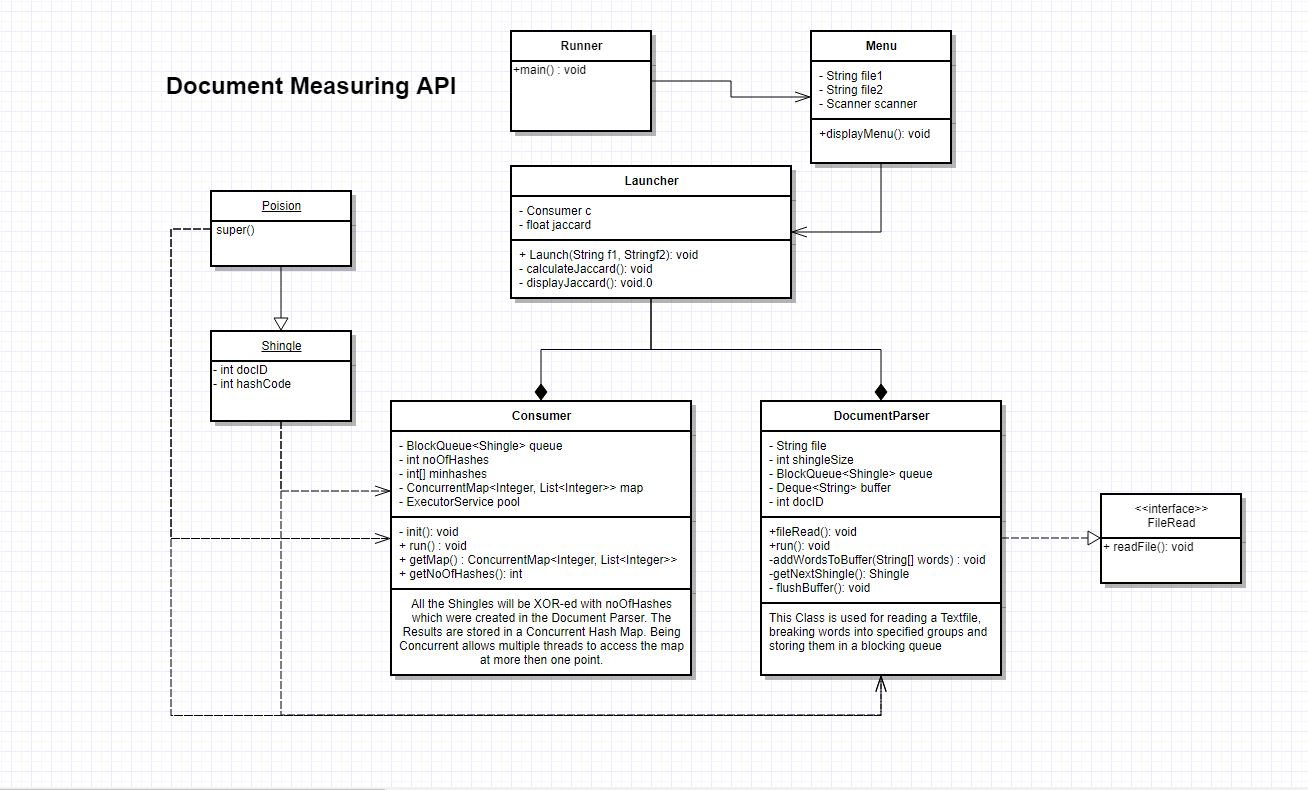 Document Measuring API
Runner
+main() : void
Menu
- String file1
- String file2
- Scanner scanner
+displayMenu(): void
Launcher
- Consumer c
- float jaccard
+ Launch(String f1, Stringf2): void
- calculateJaccard(): void
- displayJaccard(): void.0
Poision
super()
Shingle
- int docID
- int hashCode
Consumer
- BlockQueue<Shingle> queue
- int noOfHashes
- int[] minhashes
- ConcurrentMap<Integer, List<Integer>> map
- ExecutorService pool
- init(): void
+ run() : void
+ getMap() : ConcurrentMap<Integer, List<Integer>>
+ getNoOfHashes(): int
All the Shingles will be XOR-ed with noOfHashes
which were created in the Document Parser. The
Results are stored in a Concurrent Hash Map. Being
Concurrent allows multiple threads to access the map
at more then one point.
DocumentParser
- String file
- int shingleSize
- BlockQueue<Shingle> queue
- Deque<String> buffer
- int docID
+fileRead(): void
+run(): void
-addWordsToBuffer(String[] words) : void
-getNextShingle(): Shingle
- flushBuffer(): void
This Class is used for reading a Textfile,
breaking words into specified groups and
storing them in a blocking queue
<<interface>>
FileRead
+ readFile(): void